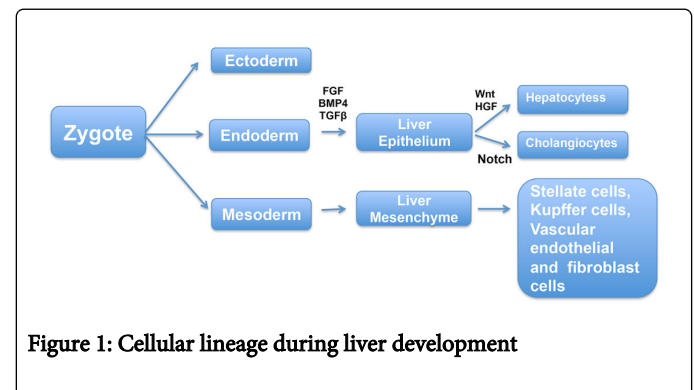 Ectoderm
FGF
BMP4
TGFβ
Wnt
HGF
Hepatocytess
Zygote
Endoderm
Liver
Epithelium
Cholangiocytes
Notch
Mesoderm
Liver
Mesenchyme
Stellate cells,
Kupffer cells,
Vascular
endothelial
and fibroblast
cells
Figure 1: Cellular lineage during liver development